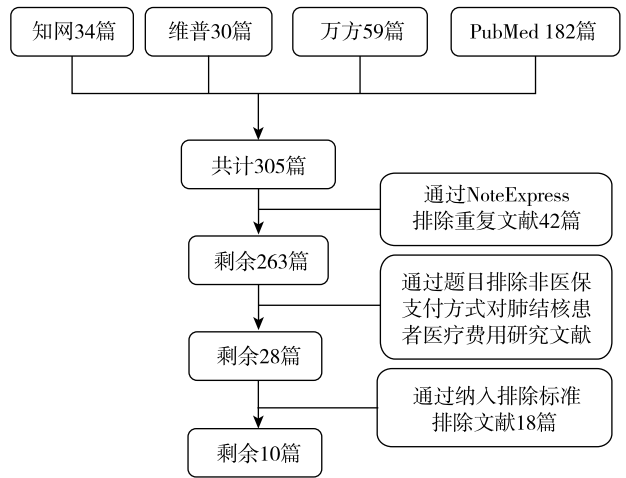 知网34篇
维普30篇
万方59篇
PubMed 182篇
共计305篇
通过NoteExpress
排除重复文献42篇
剩余263篇
通过题目排除非医保
支付方式对肺结核患
者医疗费用研究文献
剩余28篇
通过纳入排除标准
排除文献18篇
剩余10篇